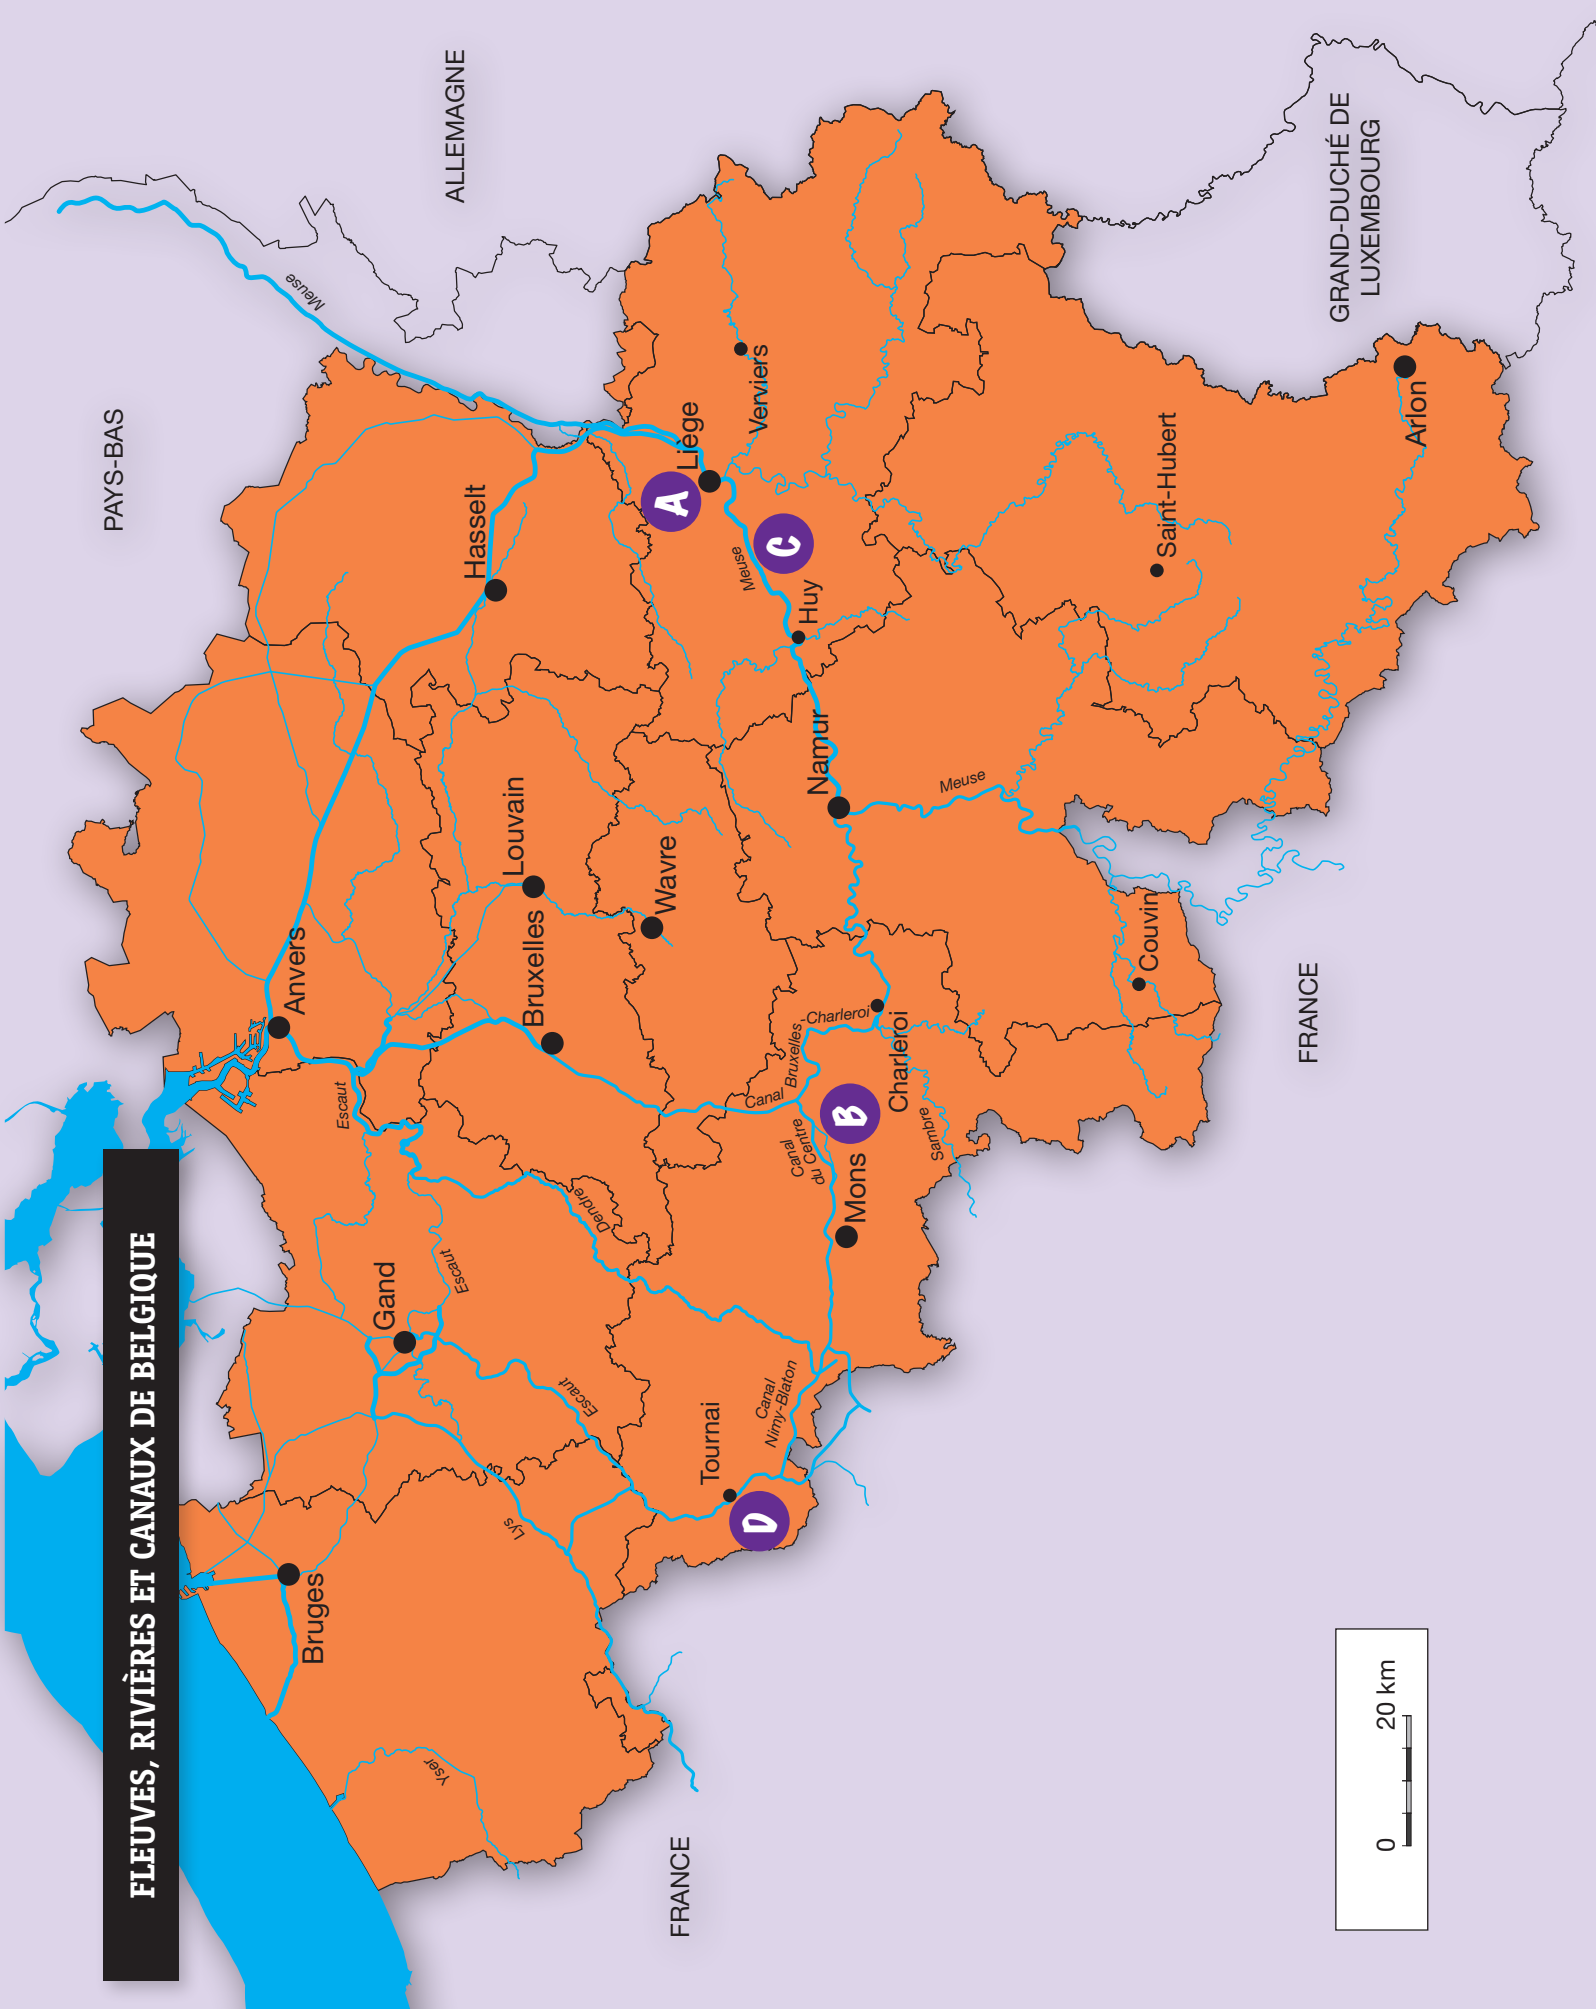 FLEUVES, RIVIÈRES ET CANAUX DE BELGIQUE
PAYS-BAS
ALLEMAGNE
GRAND-DUCHÉ DE
LUXEMBOURG
FRANCE
FRANCE
Meuse
Anvers
Bruges
Gand
Hasselt
Escaut
Escaut
Escaut
Dendre
Lys
Yser
Louvain
Bruxelles
Wavre
Liège
Verviers
A
C
Meuse
Huy
Namur
Meuse
Tournai
D
Canal
Nimy-Blaton
Mons
Canal
du Centre
B
Canal
Bruxelles
-Charleroi
Charleroi
Sambre
Couvin
Saint-Hubert
Arlon
0
20 km